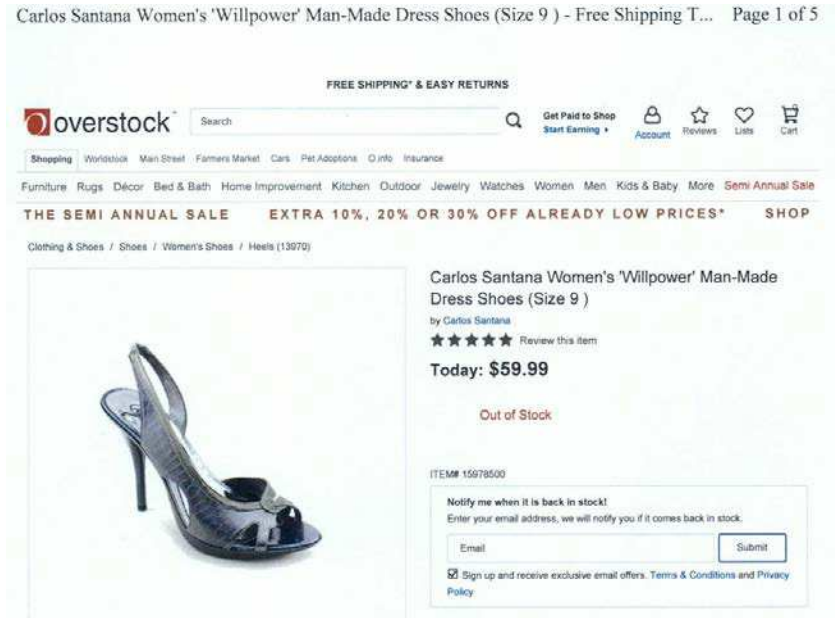 Carlos Santana Women's 'Willpower' Man-Made Dress Shoes (Size 9 ) - Free Shipping T... Page 1 of 5
FREE SHIPPING* & EASY RETURNS
overstock™ Search Get Paid to Shop Start Earning Account Reviews Lists 0 Cart
Shopping Worldstock Main Street Farmers Market Cars Pet Adoptions O.info Insurance
Furniture Rugs Décor Bed & Bath Home Improvement Kitchen Outdoor Jewelry Watches Women Men Kids & Baby More Semi Annual Sale
THE SEMI ANNUAL SALE EXTRA 10%, 20% OR 30% OFF ALREADY LOW PRICES* SHOP
Clothing & Shoes / Shoes / Women's Shoes / Heels (13970)
Carlos Santana Women's 'Willpower' Man-Made
Dress Shoes (Size 9 )
by Carlos Santana
Review this item
Today: $59.99
Out of Stock
ITEM# 15978500
Notify me when it is back in stock!
Enter your email address, we will notify you if it comes back in stock.
Email Submit
Sign up and receive exclusive email offers. Terms & Conditions and Privacy
Policy